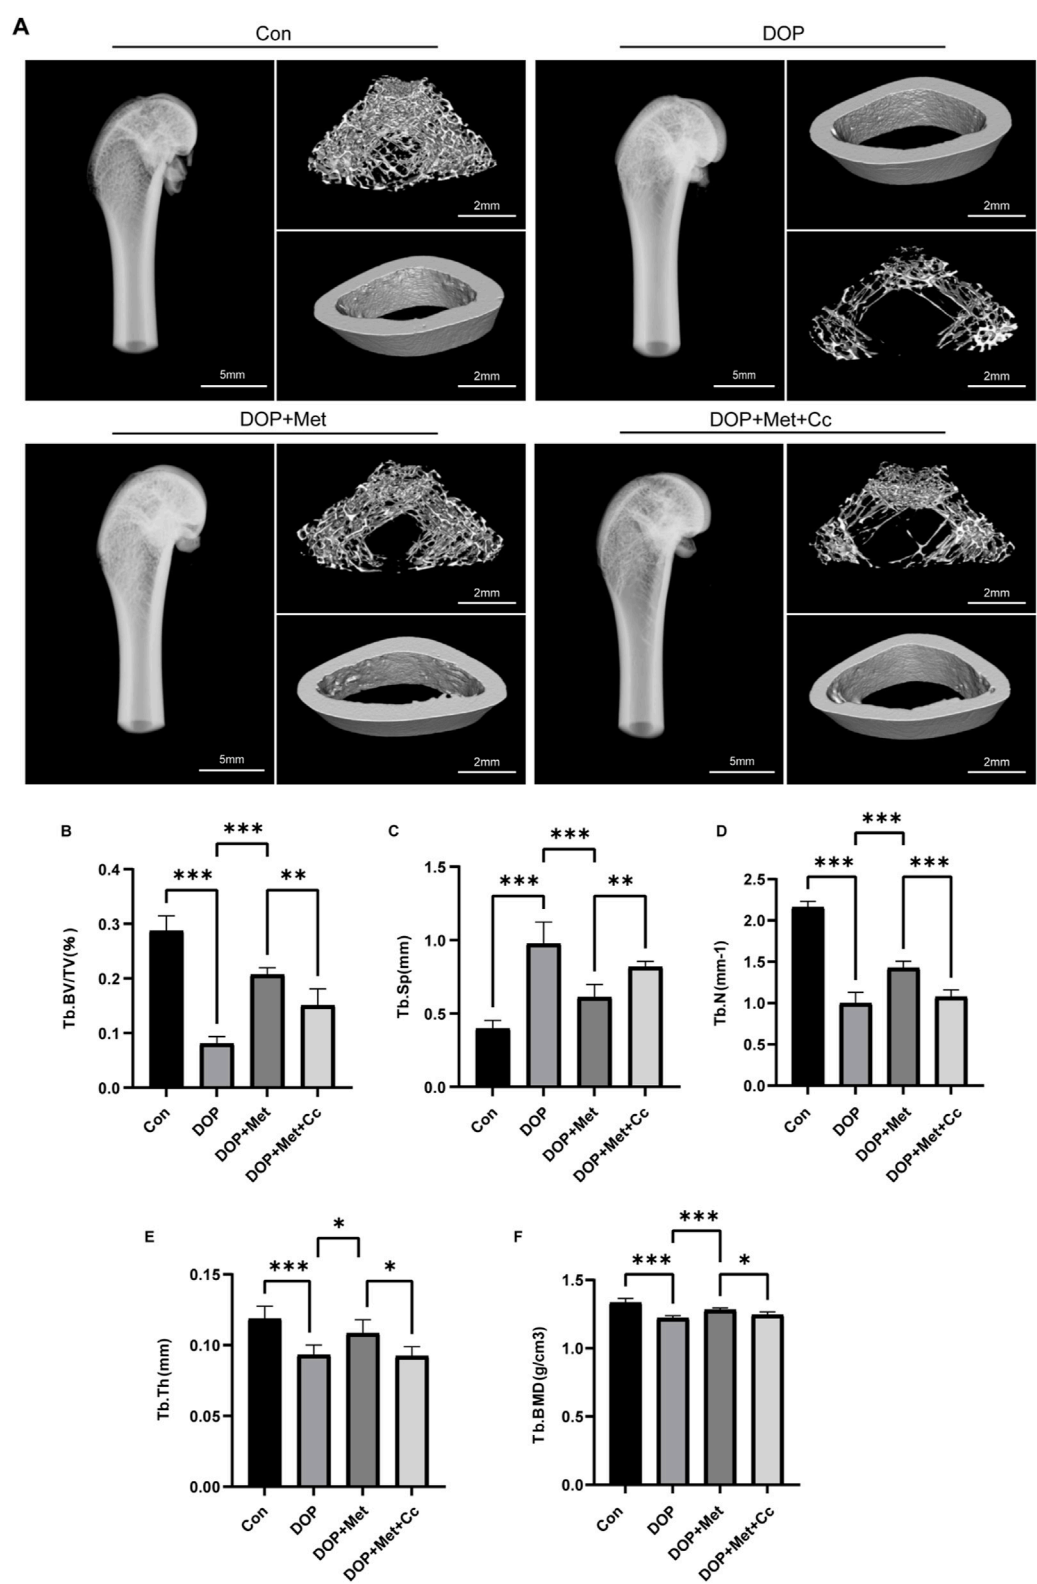 A
Con
DOP
2mm
2mm
5mm
2mm
5mm
2mm
DOP+Met
DOP+Met+Cc
2mm
2mm
5mm
2mm
5mm
2mm
B
***
***
**
0.4
0.3
0.2
0.1
0.0
Tb.BV/TV(%)
Con
DOP
DOP+Met
DOP+Met+Cc
C
***
***
**
1.5
1.0
0.5
0.0
Tb.Sp(mm)
Con
DOP
DOP+Met
DOP+Met+Cc
D
***
***
***
2.5
2.0
1.5
1.0
0.5
0.0
Tb.N(mm-1)
Con
DOP
DOP+Met
DOP+Met+Cc
E
*
***
*
0.15
0.10
0.05
0.00
Tb.Th(mm)
Con
DOP
DOP+Met
DOP+Met+Cc
F
***
***
*
1.5
1.0
0.5
0.0
Tb.BMD(g/cm3)
Con
DOP
DOP+Met
DOP+Met+Cc